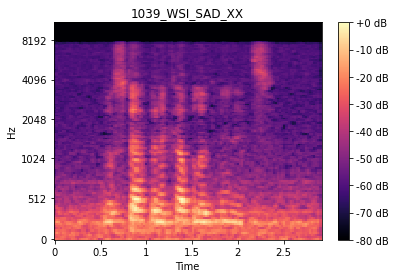 1039_WSI_SAD_XX
+0 dB
8192
-10 dB
4096
-20 dB
-30 dB
2048
Hz
-40 dB
1024
-50 dB
512
-60 dB
-70 dB
0
-80 dB
0 0.5 1 1.5 2 2.5
Time